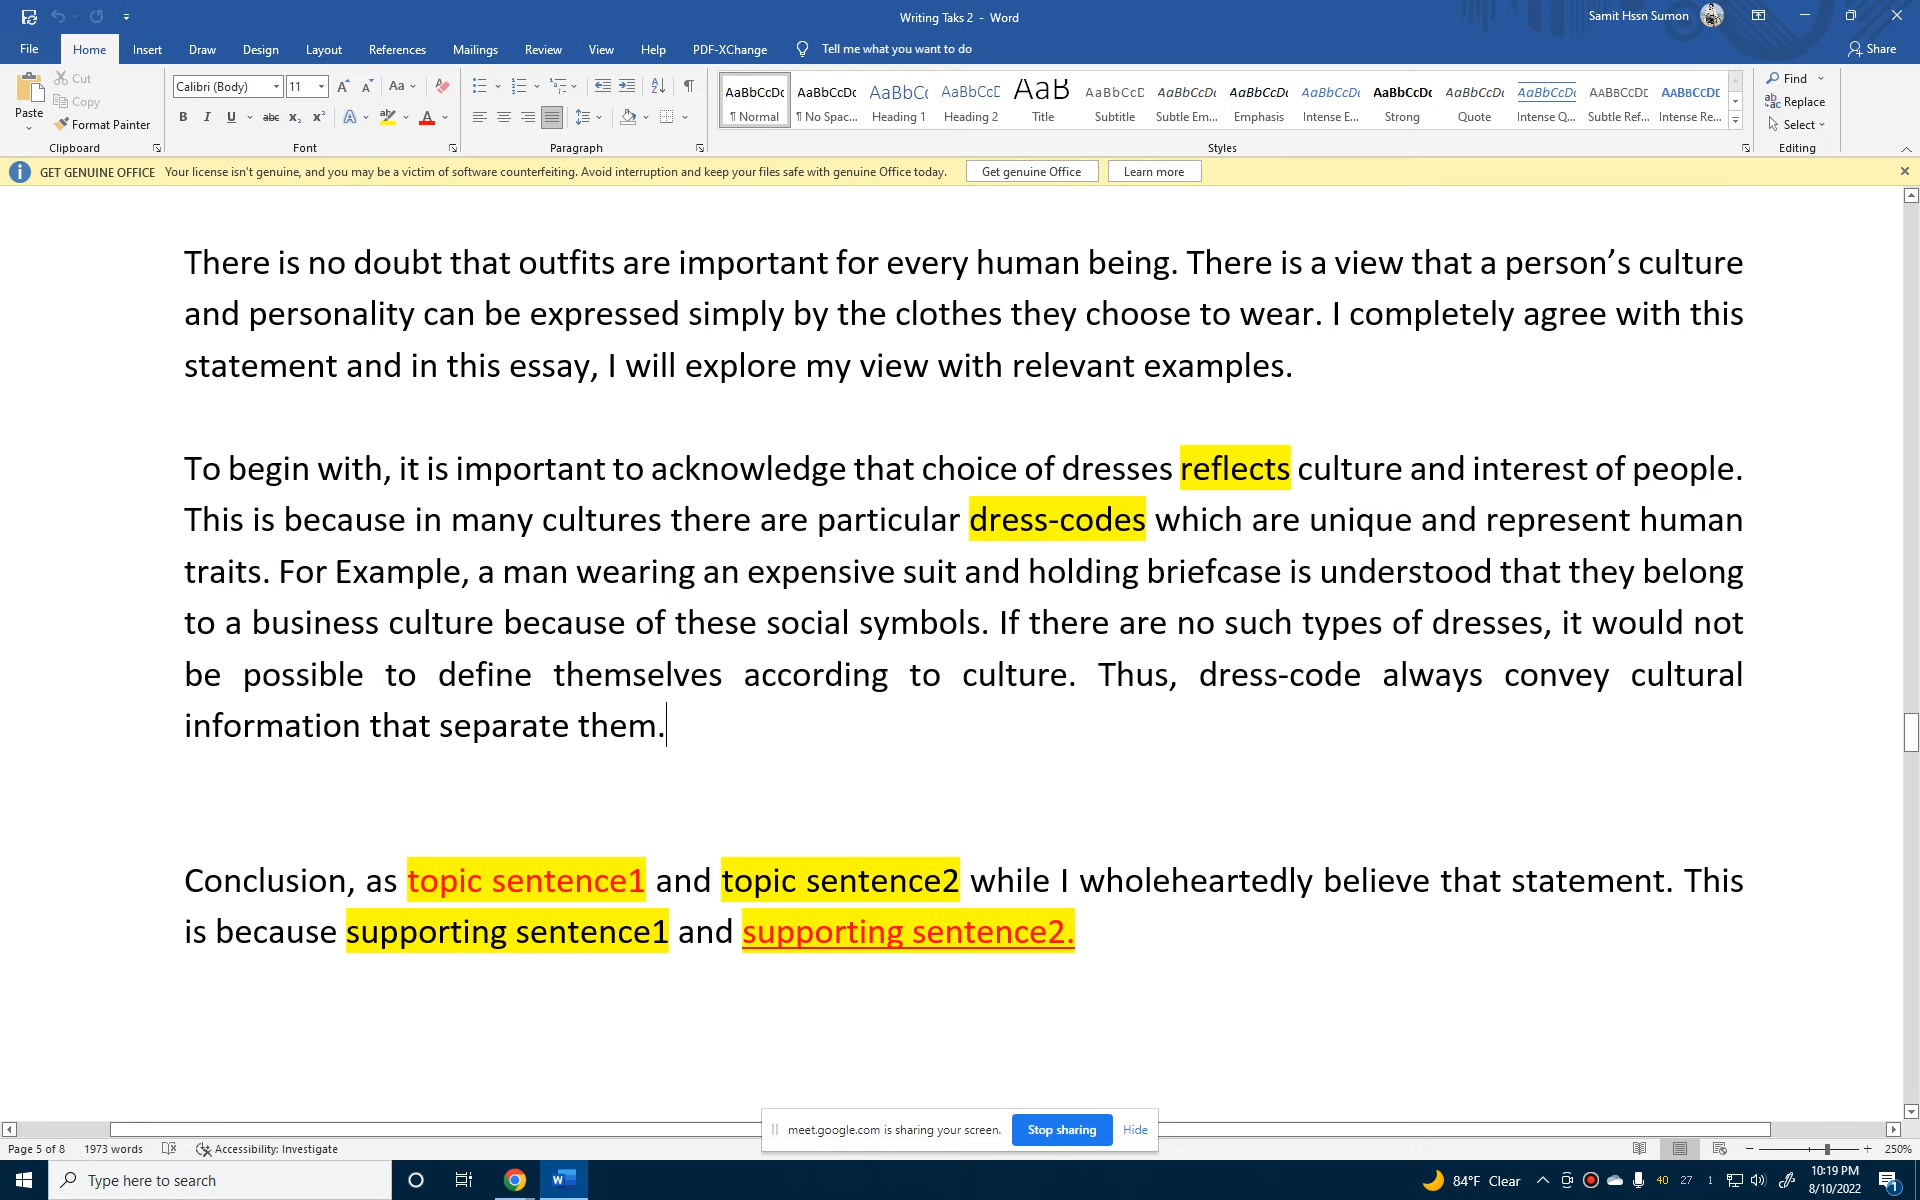 Writing Taks 2 - Word
Samit Hssn Sumon
File Home Insert Draw Design Layout References Mailings Review View Help PDF-XChange Tell me what you want to do Share
Paste
Cut
Copy
Format Painter
Calibri (Body) 11
Find
Replace
Select
AaBbCcDc AaBbCcDc AaBbC AaBbCcD AaB AaBbCcD AaBbCcDc AaBbCcDc AaBbCcDc AaBbCcDc AaBbCcDc AaBbCcDc AaBbCcDc AaBbCcDc
¶ Normal ¶ No Spac... Heading 1 Heading 2 Title Subtitle Subtle Em... Emphasis Intense E... Strong Quote Intense Q... Subtle Ref... Intense Re...
Clipboard Font Paragraph Styles Editing
GET GENUINE OFFICE Your license isn't genuine, and you may be a victim of software counterfeiting. Avoid interruption and keep your files safe with genuine Office today. Get genuine Office Learn more
There is no doubt that outfits are important for every human being. There is a view that a person’s culture
and personality can be expressed simply by the clothes they choose to wear. I completely agree with this
statement and in this essay, I will explore my view with relevant examples.
To begin with, it is important to acknowledge that choice of dresses reflects culture and interest of people.
This is because in many cultures there are particular dress-codes which are unique and represent human
traits. For Example, a man wearing an expensive suit and holding briefcase is understood that they belong
to a business culture because of these social symbols. If there are no such types of dresses, it would not
be possible to define themselves according to culture. Thus, dress-code always convey cultural
information that separate them.
Conclusion, as topic sentence1 and topic sentence2 while I wholeheartedly believe that statement. This
is because supporting sentence1 and supporting sentence2.
meet.google.com is sharing your screen. Stop sharing Hide
Page 5 of 8 1973 words Accessibility: Investigate 250%
Type here to search
84°F Clear 40 27 1 10:19 PM
8/10/2022 1